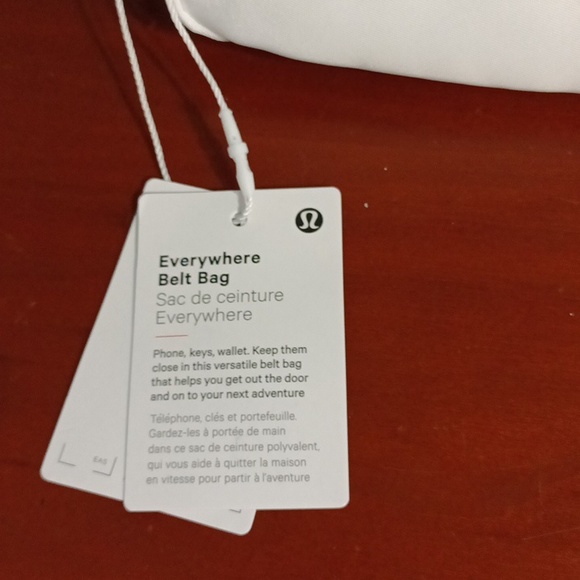 Everywhere
Belt Bag
Sac de ceinture
Everywhere
Phone, keys, wallet. Keep them
close in this versatile belt bag
that helps you get out the door
and on to your next adventure
Téléphone, clés et portefeuille.
Gardez-les à portée de main
dans ce sac de ceinture polyvalent,
qui vous aide à quitter la maison
en vitesse pour partir à l'aventure